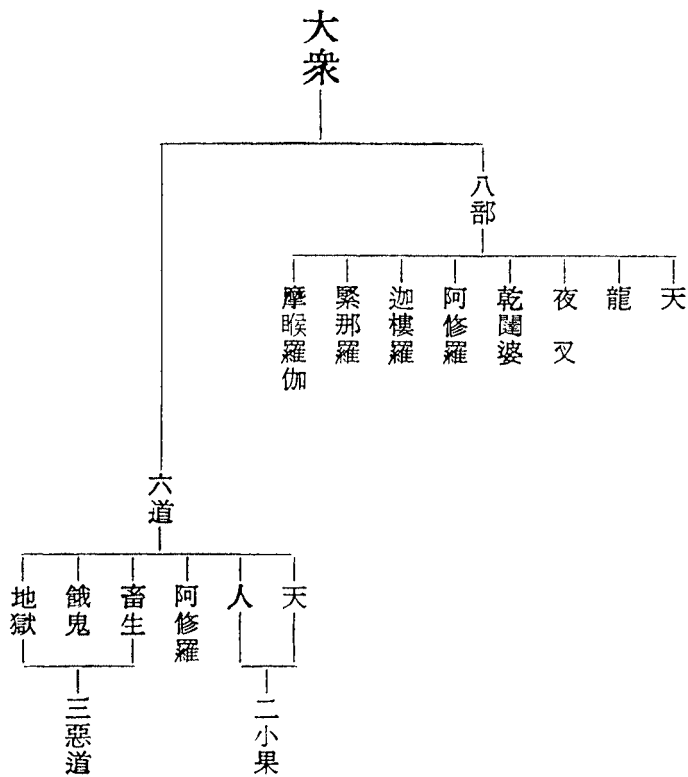 大衆
八部
天
龍
夜叉
乾闥婆
阿修羅
迦樓羅
緊那羅
摩睺羅伽
六道
天
人
阿修羅
畜生
餓鬼
地獄
二小果
三惡道